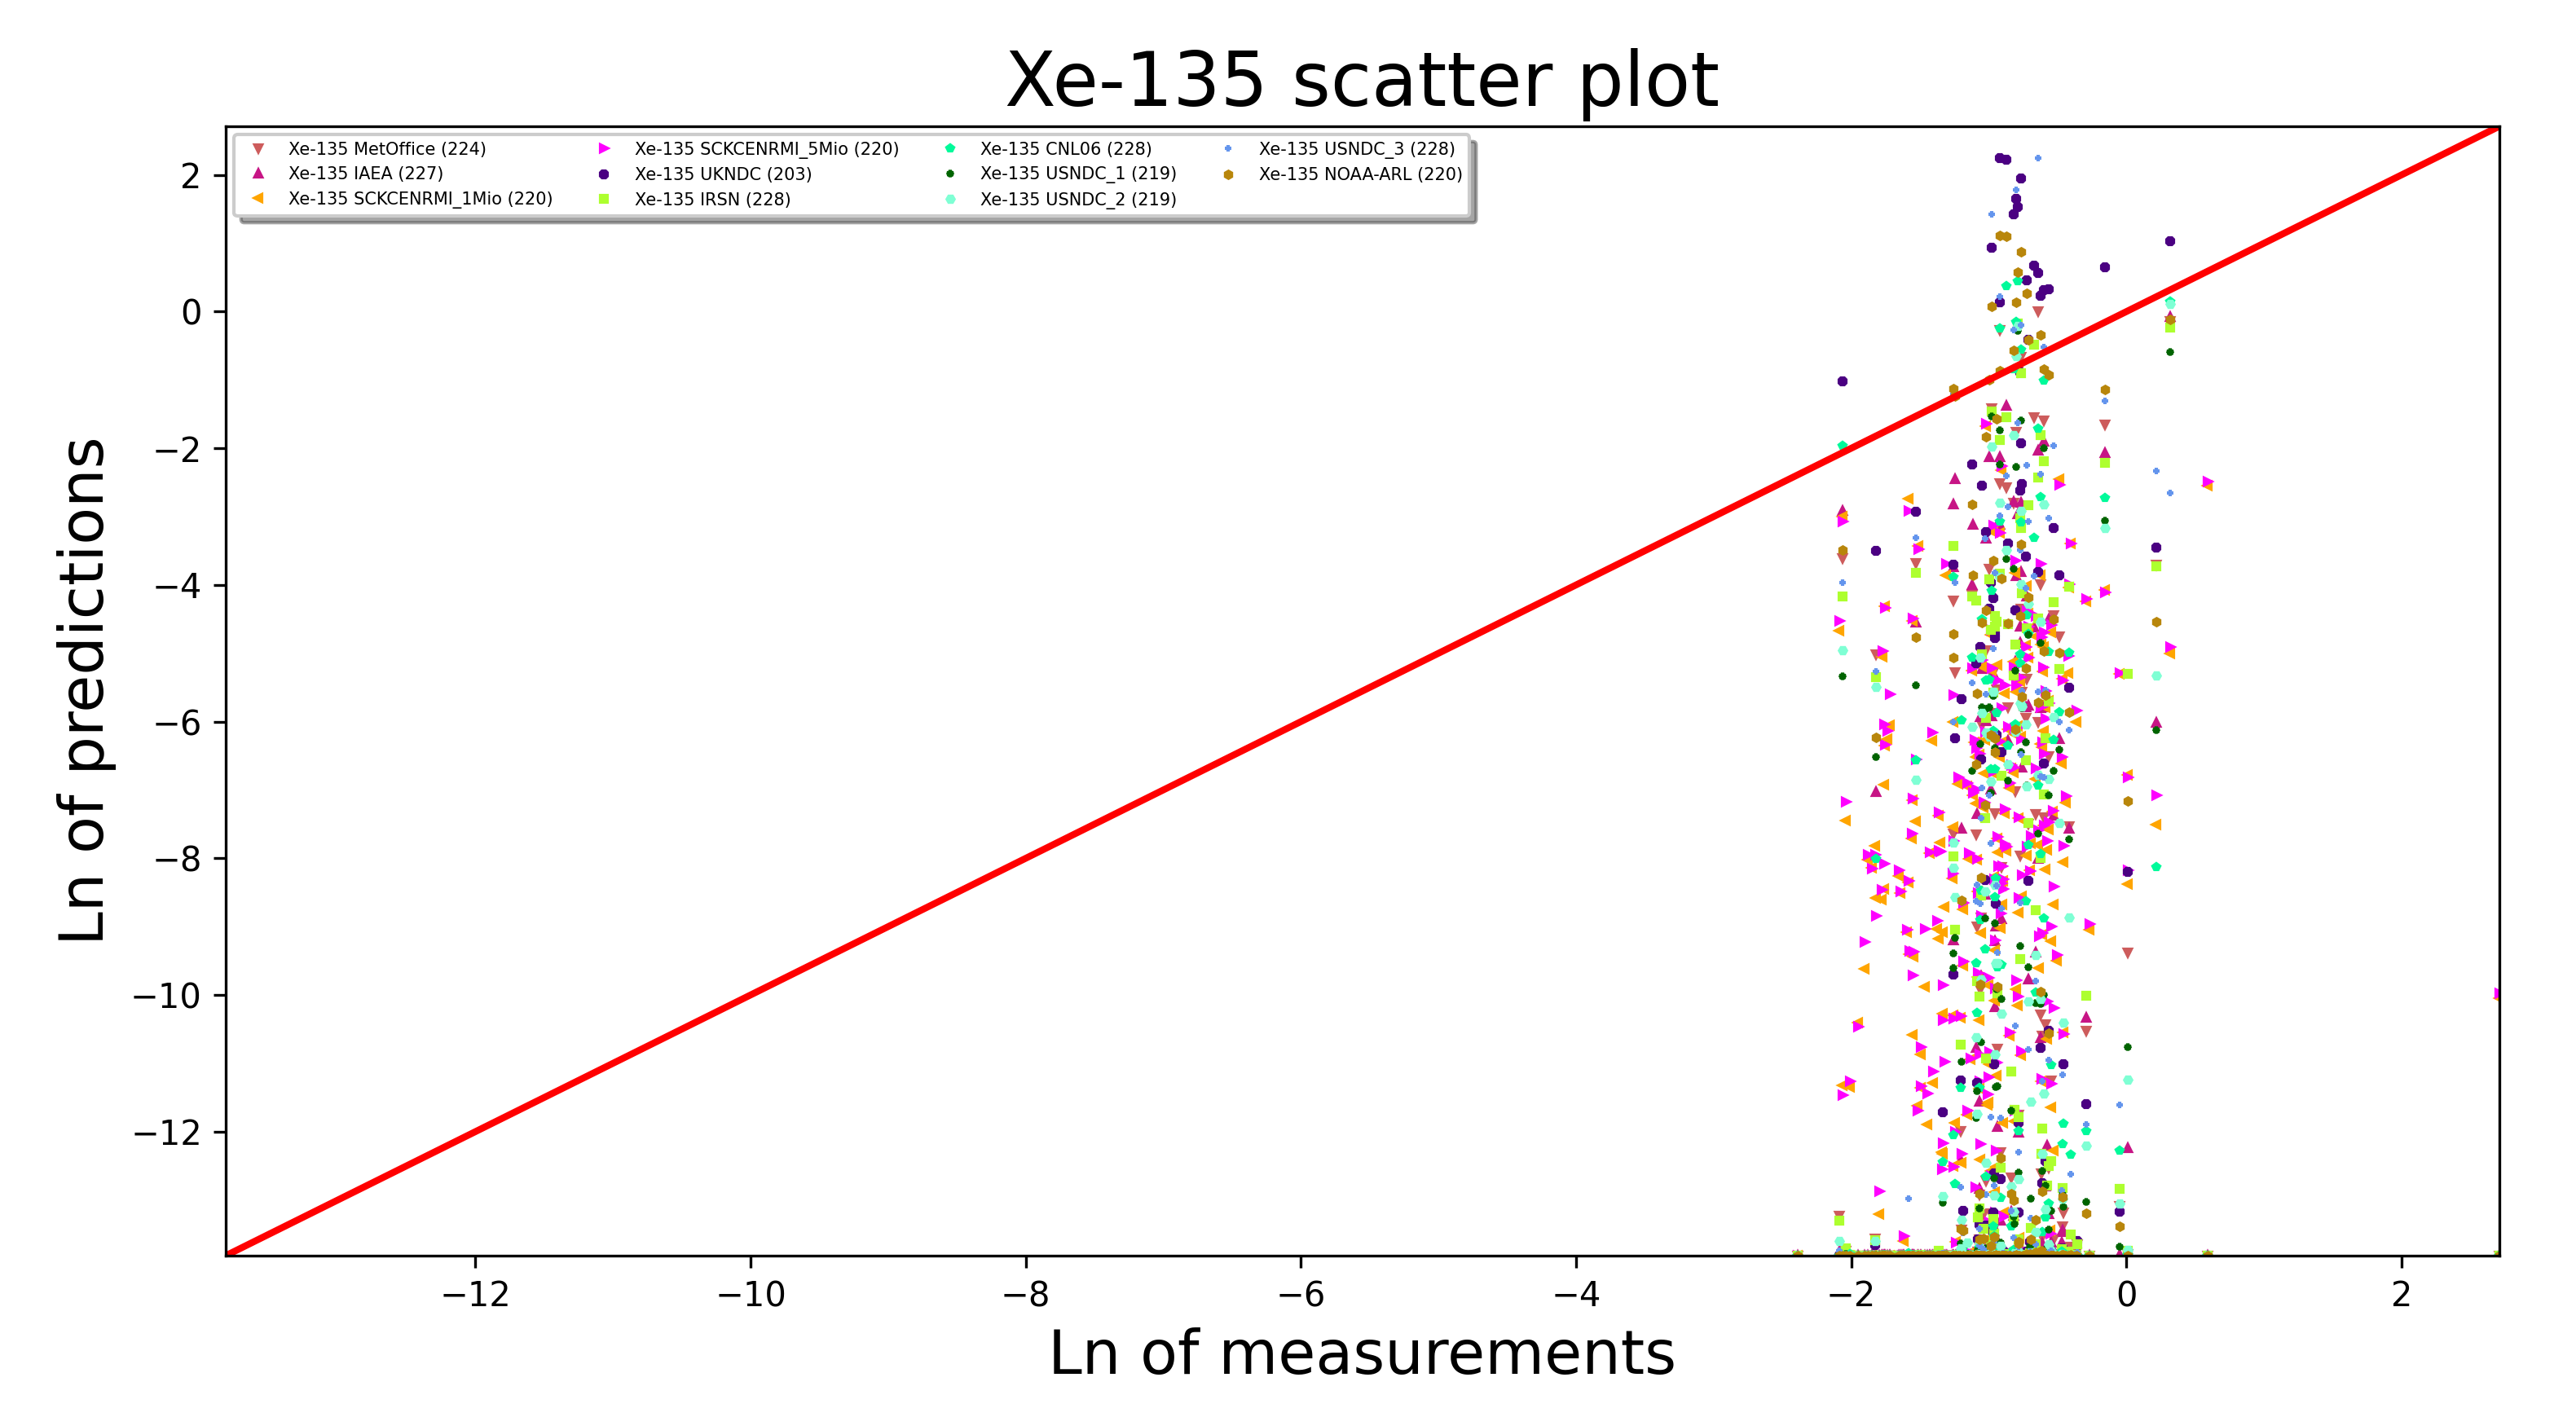 Xe-135 scatter plot
Xe-135 MetOffice (224)
Xe-135 IAEA (227)
Xe-135 SCKCENRMI_1Mio (220)
Xe-135 SCKCENRMI_5Mio (220)
Xe-135 UKNDC (203)
Xe-135 IRSN (228)
Xe-135 CNL06 (228)
Xe-135 USNDC_1 (219)
Xe-135 USNDC_2 (219)
Xe-135 USNDC_3 (228)
Xe-135 NOAA-ARL (220)
Ln of predictions
2
0
−2
−4
−6
−8
−10
−12
−12
−10
−8
−6
−4
−2
0
2
Ln of measurements